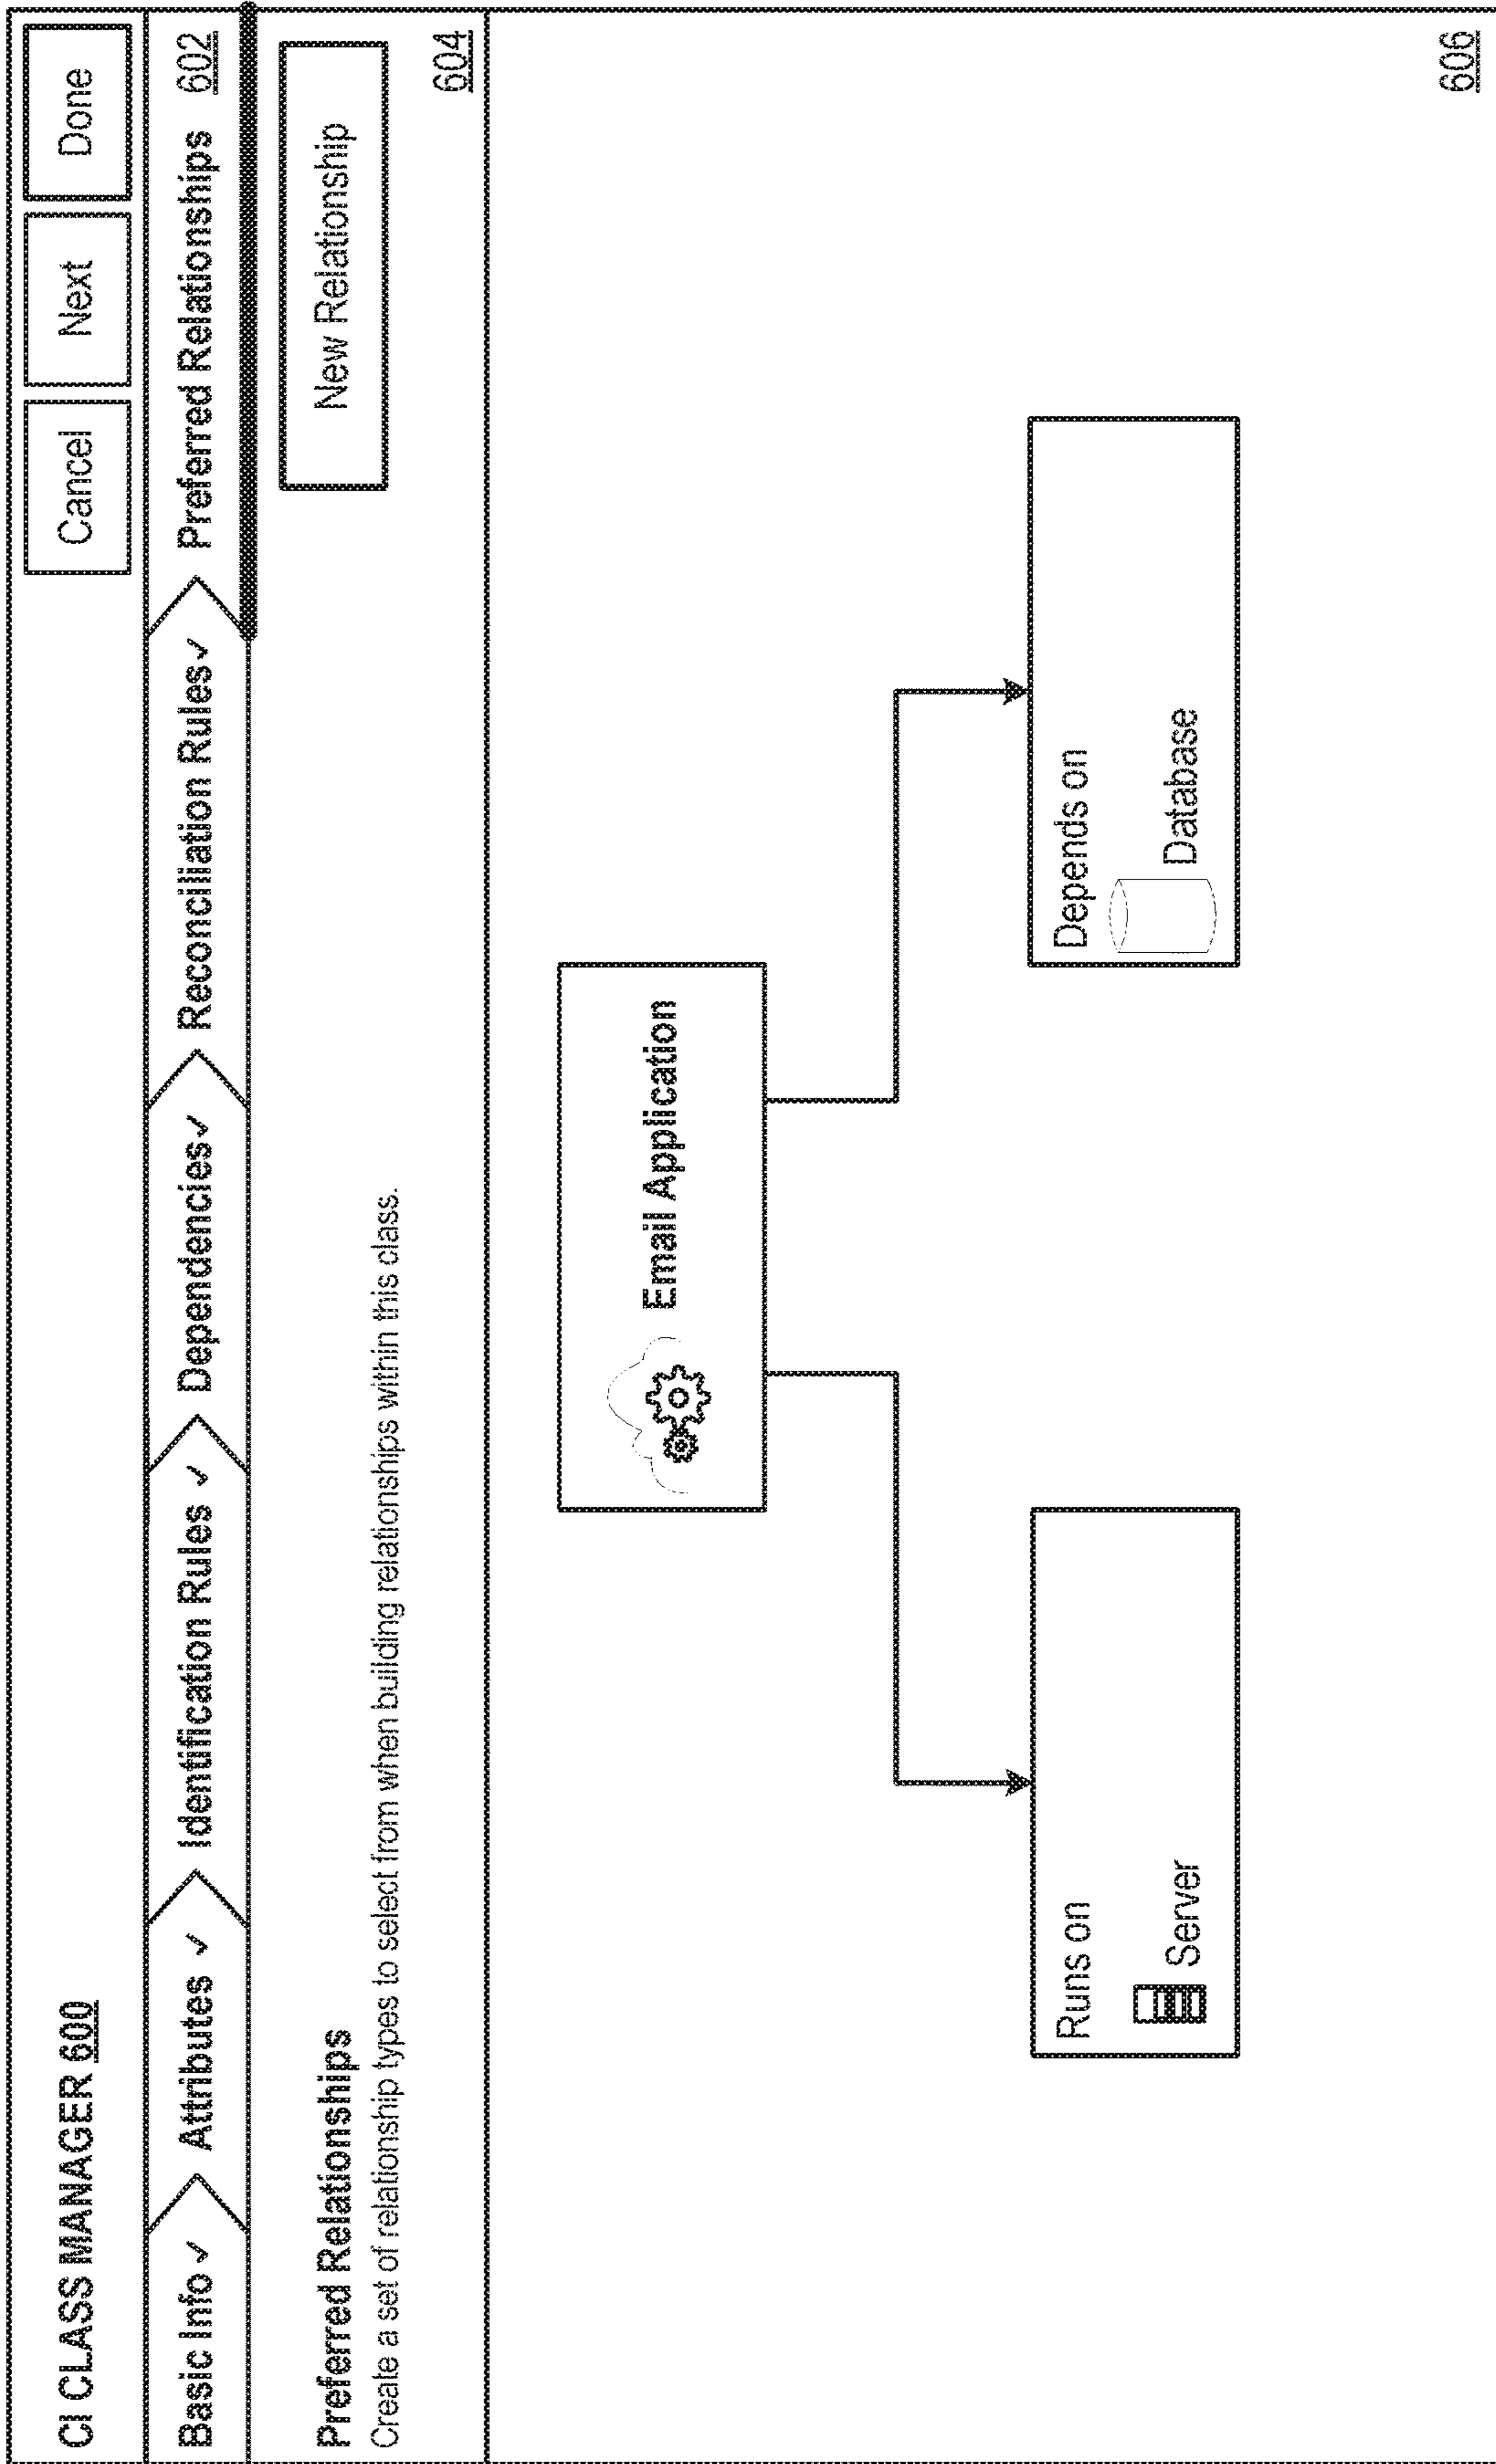 CI CLASS MANAGER 600
Cancel
Next
Done
Basic Info ✓
Attributes ✓
Identification Rules ✓
Dependencies ✓
Reconciliation Rules ✓
Preferred Relationships
602
Preferred Relationships
Create a set of relationship types to select from when building relationships within this class.
New Relationship
604
Email Application
Runs on
Server
Depends on
Database
606